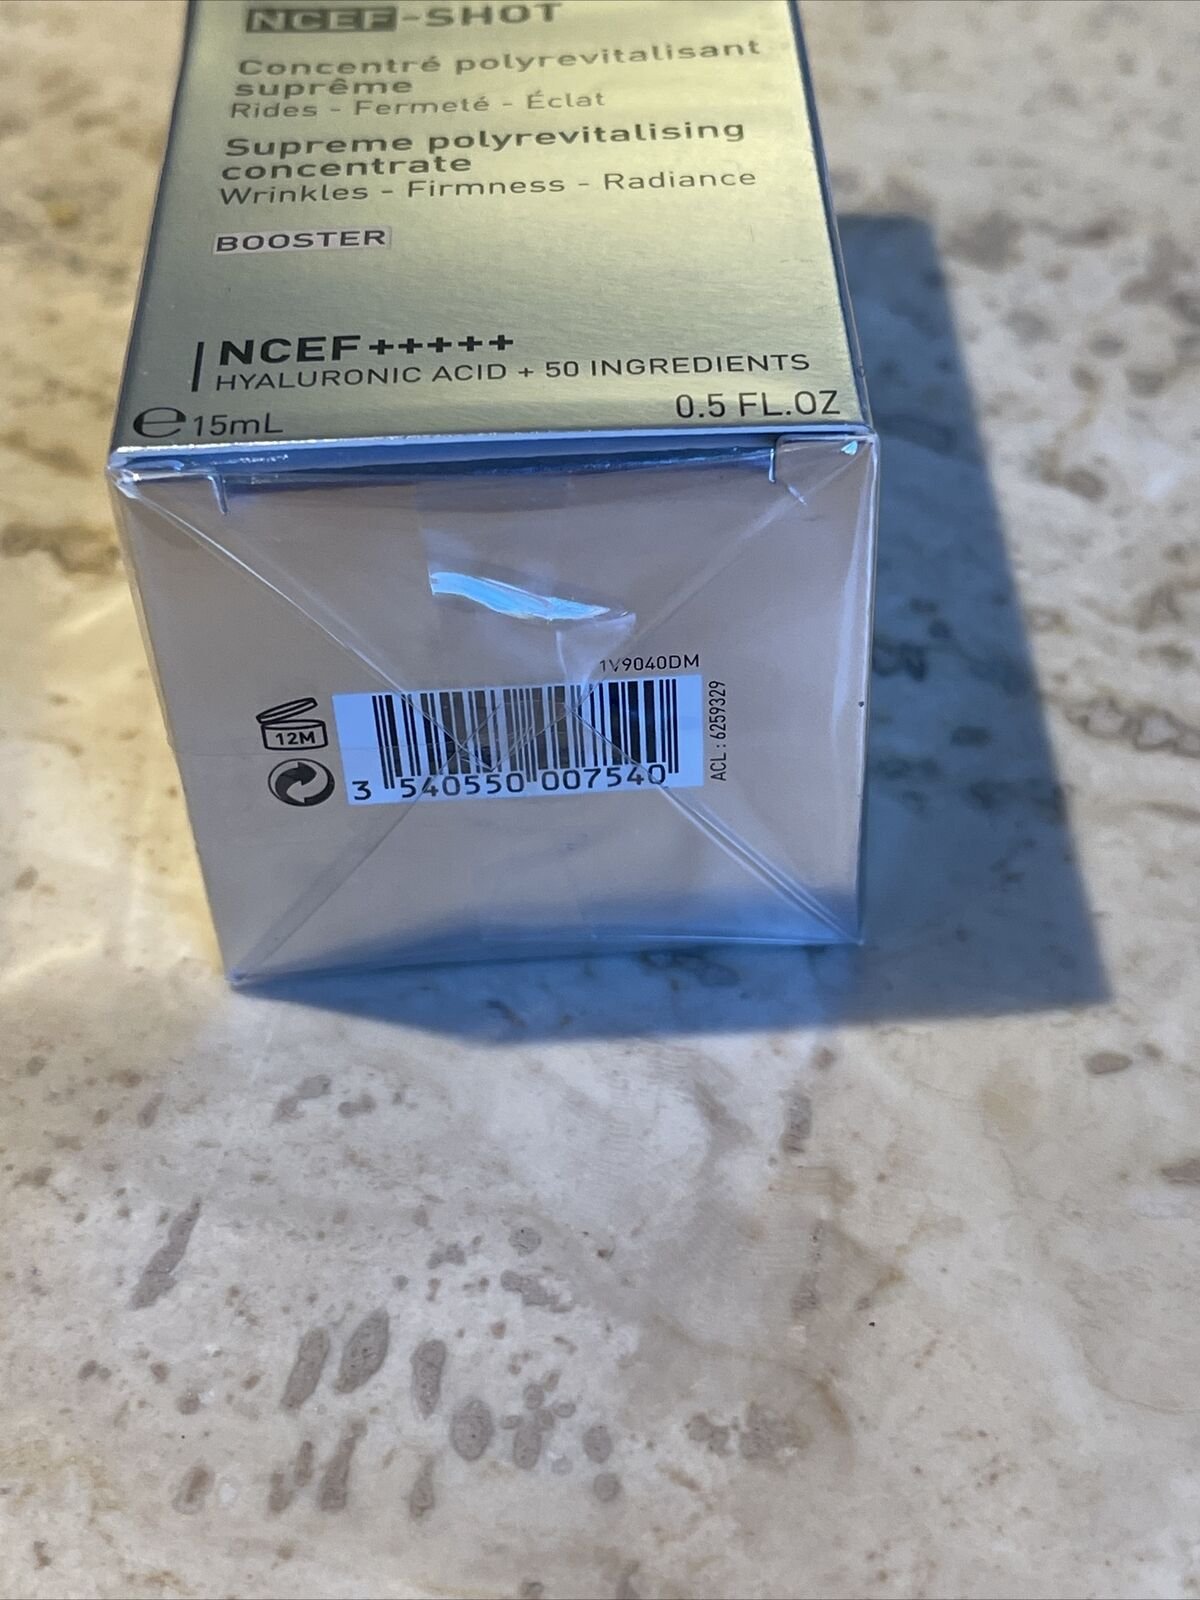 NCEF-SHOT
Concentré polyrevitalisant
suprême
Rides - Fermeté - Éclat
Supreme polyrevitalising
concentrate
Wrinkles - Firmness - Radiance
BOOSTER
NCEF+++++
HYALURONIC ACID + 50 INGREDIENTS
e 15mL
0.5 FL.OZ
1V9040DM
12M
3 540550 007540
ACL : 6259329